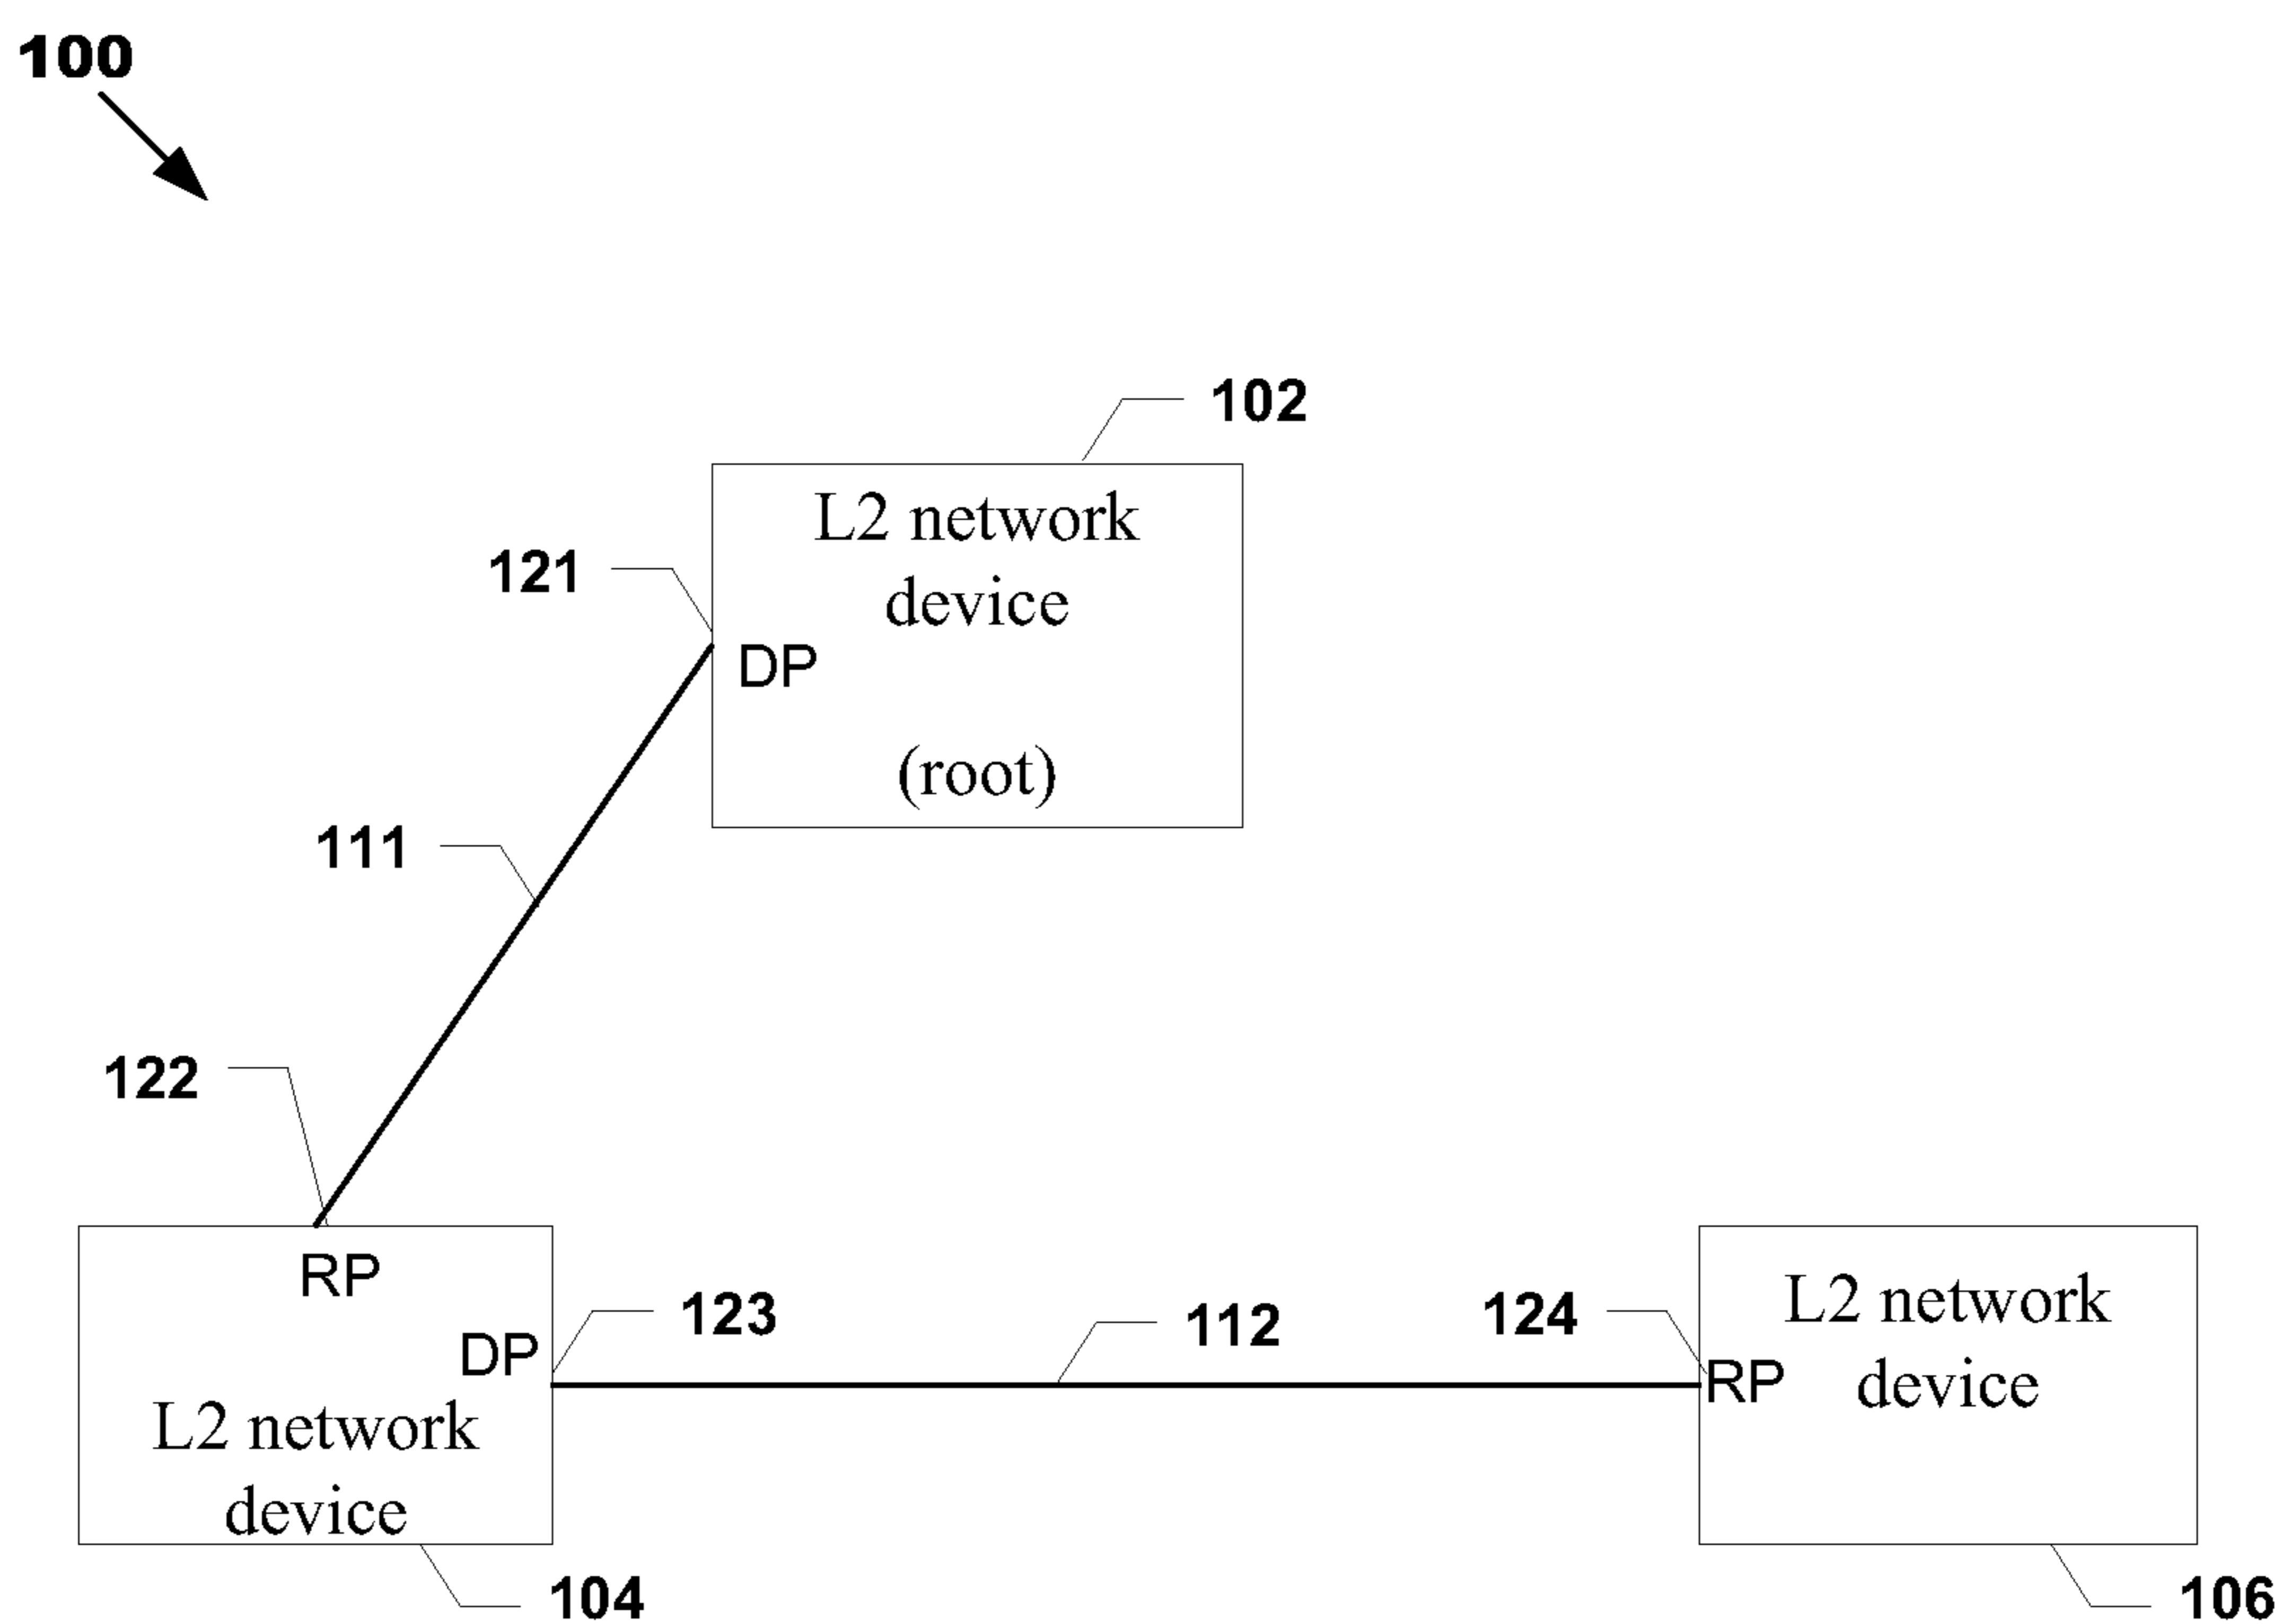 100
102
L2 network
device
121
DP
(root)
111
122
RP
123
112
124
L2 network
DP
RP
device
L2 network
device
104
106